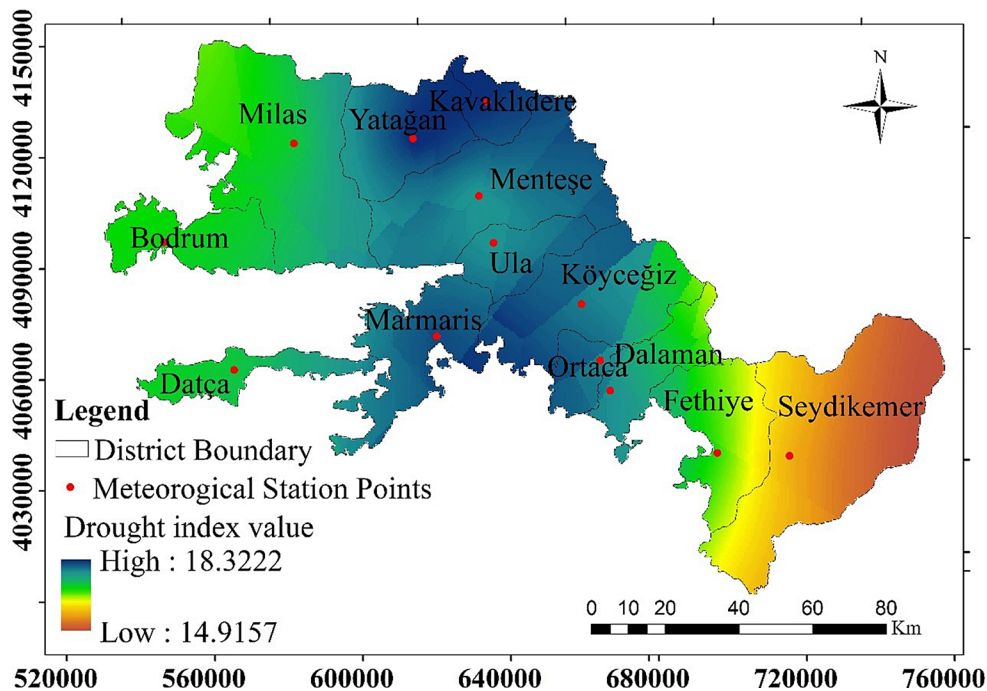 N
4150000
4120000
4090000
4060000
4030000
Kavaklıdere
Milas
Yatağan
Menteşe
Bodrum
Ula
Köyceğiz
Marmaris
Dalaman
Ortaca
Datça
Fethiye
Seydikemer
Legend
District Boundary
Meteorogical Station Points
Drought index value
High : 18.3222
Low : 14.9157
0 10 20 40 60 80
Km
520000 560000 600000 640000 680000 720000 760000